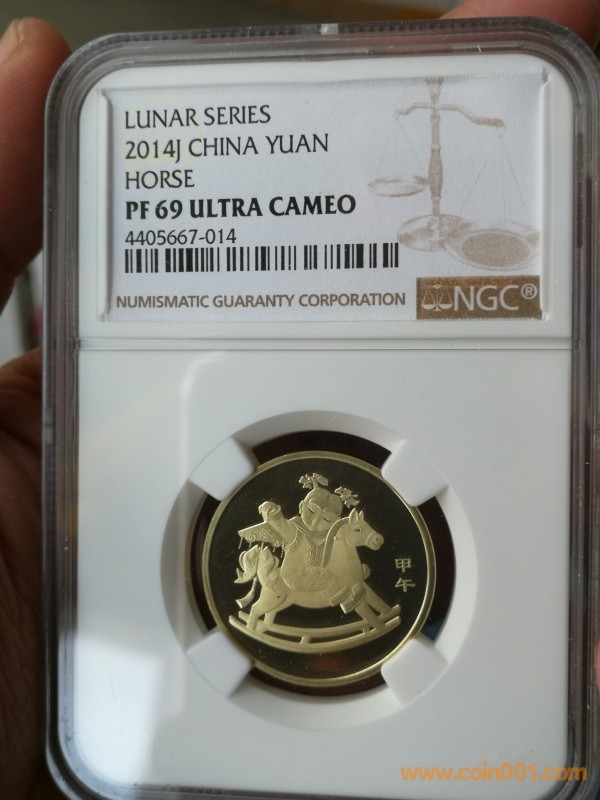 LUNAR SERIES
2014J CHINA YUAN
HORSE
PF 69 ULTRA CAMEO
4405667-014
NUMISMATIC GUARANTY CORPORATION
NGC®
甲
午
www.coin001.com